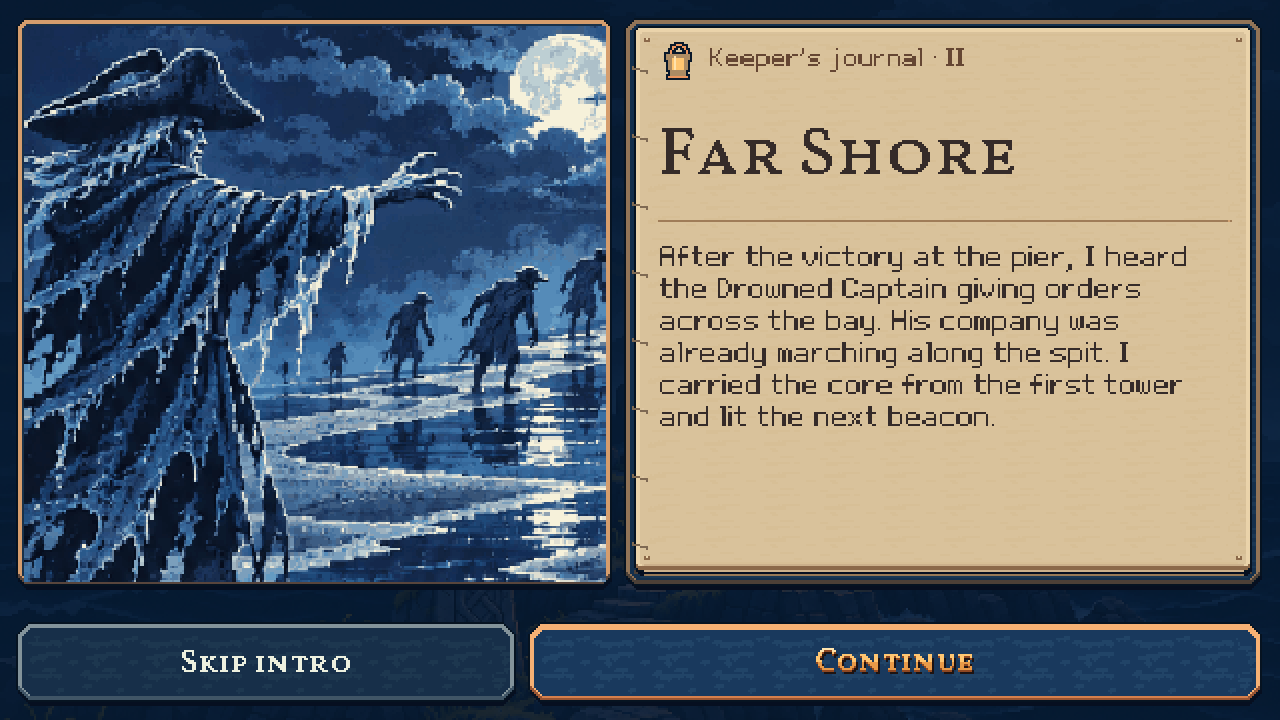 Keeper's journal · II
Far Shore
After the victory at the pier, I heard
the Drowned Captain giving orders
across the bay. His company was
already marching along the spit. I
carried the core from the first tower
and lit the next beacon.
Skip intro
Continue